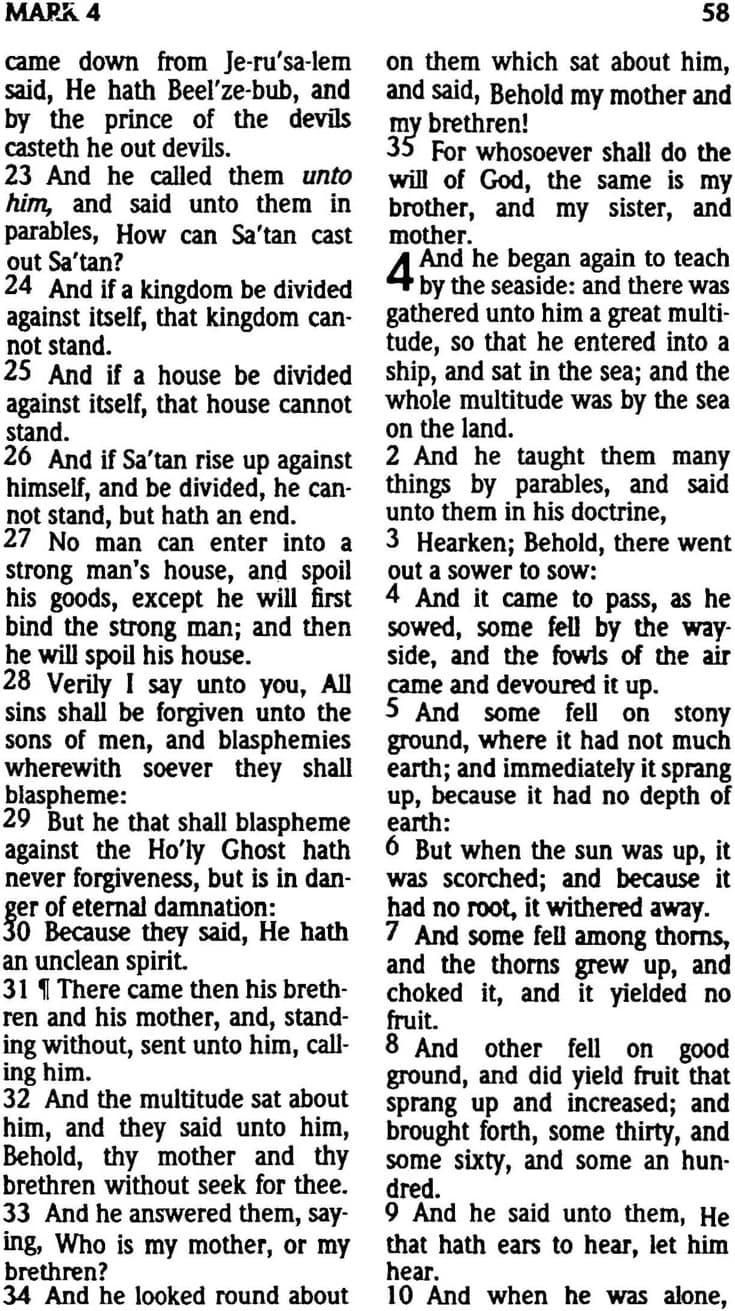 MARK 4
58
came down from Je-ru'sa-lem
said, He hath Beel'ze-bub, and
by the prince of the devils
casteth he out devils.
23 And he called them unto
him, and said unto them in
parables, How can Sa'tan cast
out Sa'tan?
24 And if a kingdom be divided
against itself, that kingdom can-
not stand.
25 And if a house be divided
against itself, that house cannot
stand.
26 And if Sa'tan rise up against
himself, and be divided, he can-
not stand, but hath an end.
27 No man can enter into a
strong man's house, and spoil
his goods, except he will first
bind the strong man; and then
he will spoil his house.
28 Verily I say unto you, All
sins shall be forgiven unto the
sons of men, and blasphemies
wherewith soever they shall
blaspheme:
29 But he that shall blaspheme
against the Ho'ly Ghost hath
never forgiveness, but is in dan-
ger of eternal damnation:
30 Because they said, He hath
an unclean spirit.
31 ¶ There came then his breth-
ren and his mother, and, stand-
ing without, sent unto him, call-
ing him.
32 And the multitude sat about
him, and they said unto him,
Behold, thy mother and thy
brethren without seek for thee.
33 And he answered them, say-
ing, Who is my mother, or my
brethren?
34 And he looked round about
on them which sat about him,
and said, Behold my mother and
my brethren!
35 For whosoever shall do the
will of God, the same is my
brother, and my sister, and
mother.
4 And he began again to teach
by the seaside: and there was
gathered unto him a great multi-
tude, so that he entered into a
ship, and sat in the sea; and the
whole multitude was by the sea
on the land.
2 And he taught them many
things by parables, and said
unto them in his doctrine,
3 Hearken; Behold, there went
out a sower to sow:
4 And it came to pass, as he
sowed, some fell by the way-
side, and the fowls of the air
came and devoured it up.
5 And some fell on stony
ground, where it had not much
earth; and immediately it sprang
up, because it had no depth of
earth:
6 But when the sun was up, it
was scorched; and because it
had no root, it withered away.
7 And some fell among thorns,
and the thorns grew up, and
choked it, and it yielded no
fruit.
8 And other fell on good
ground, and did yield fruit that
sprang up and increased; and
brought forth, some thirty, and
some sixty, and some an hun-
dred.
9 And he said unto them, He
that hath ears to hear, let him
hear.
10 And when he was alone,